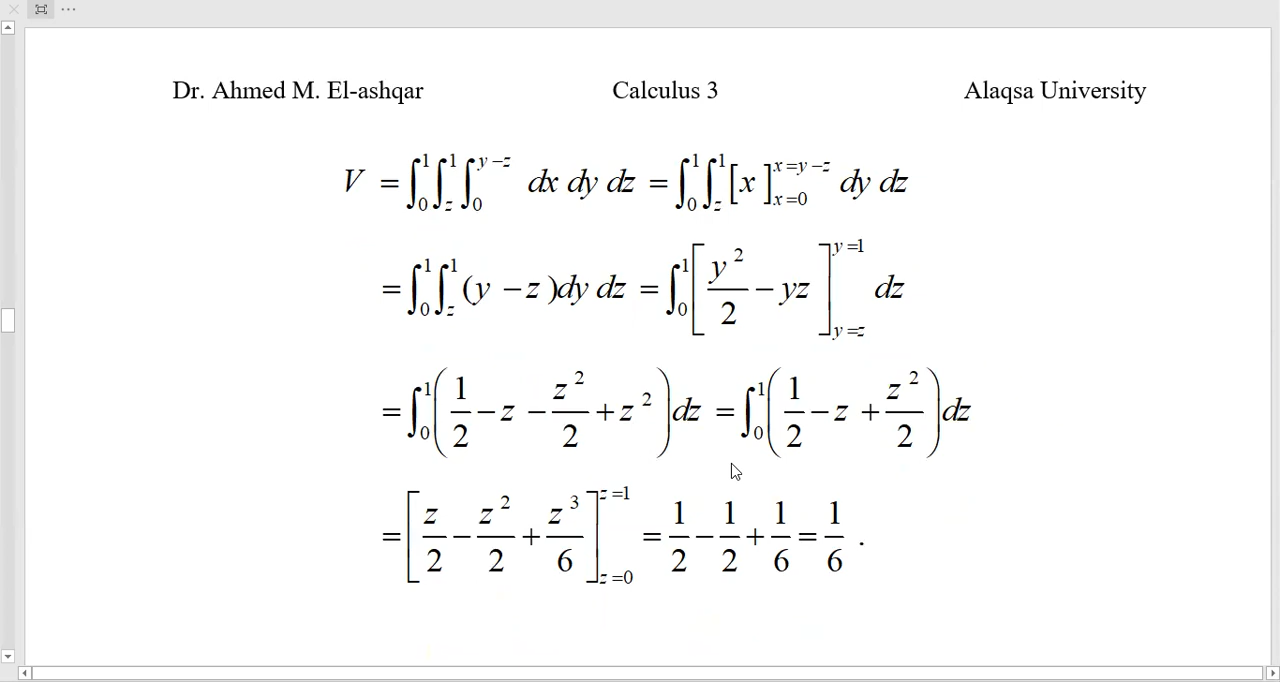 Dr. Ahmed M. El-ashqar Calculus 3 Alaqsa University
V = ∫₀¹ ∫_z¹ ∫₀^{y−z} dx dy dz = ∫₀¹ ∫_z¹ [x]_{x=0}^{x=y−z} dy dz
= ∫₀¹ ∫_z¹ (y − z)dy dz = ∫₀¹ [y²/2 − yz]_{y=z}^{y=1} dz
= ∫₀¹ (1/2 − z − z²/2 + z²) dz = ∫₀¹ (1/2 − z + z²/2) dz
= [z/2 − z²/2 + z³/6]_{z=0}^{z=1} = 1/2 − 1/2 + 1/6 = 1/6 .